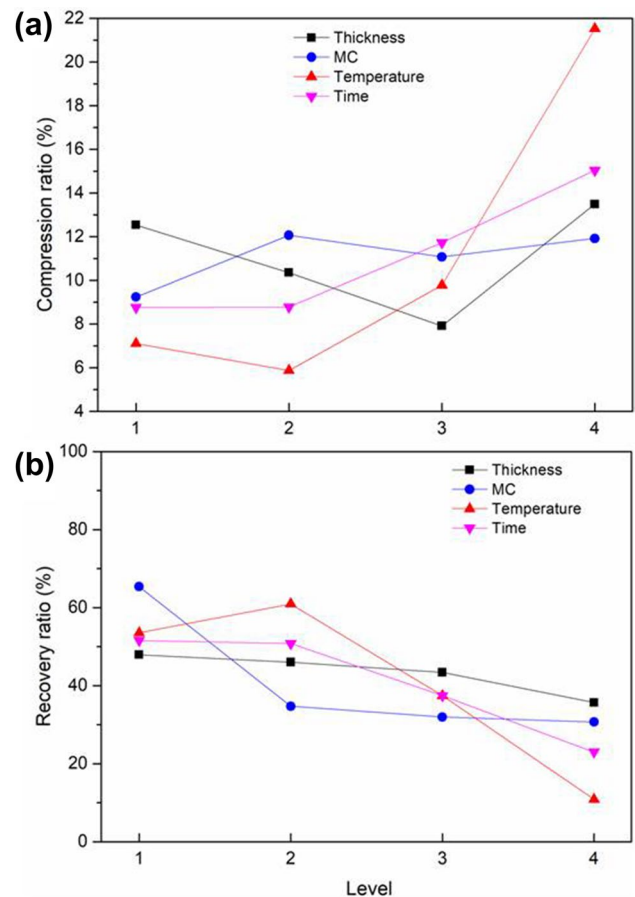 (a)
Compression ratio (%)
22
20
18
16
14
12
10
8
6
4
Thickness
MC
Temperature
Time
1 2 3 4
(b)
Recovery ratio (%)
100
80
60
40
20
0
Thickness
MC
Temperature
Time
1 2 3 4
Level